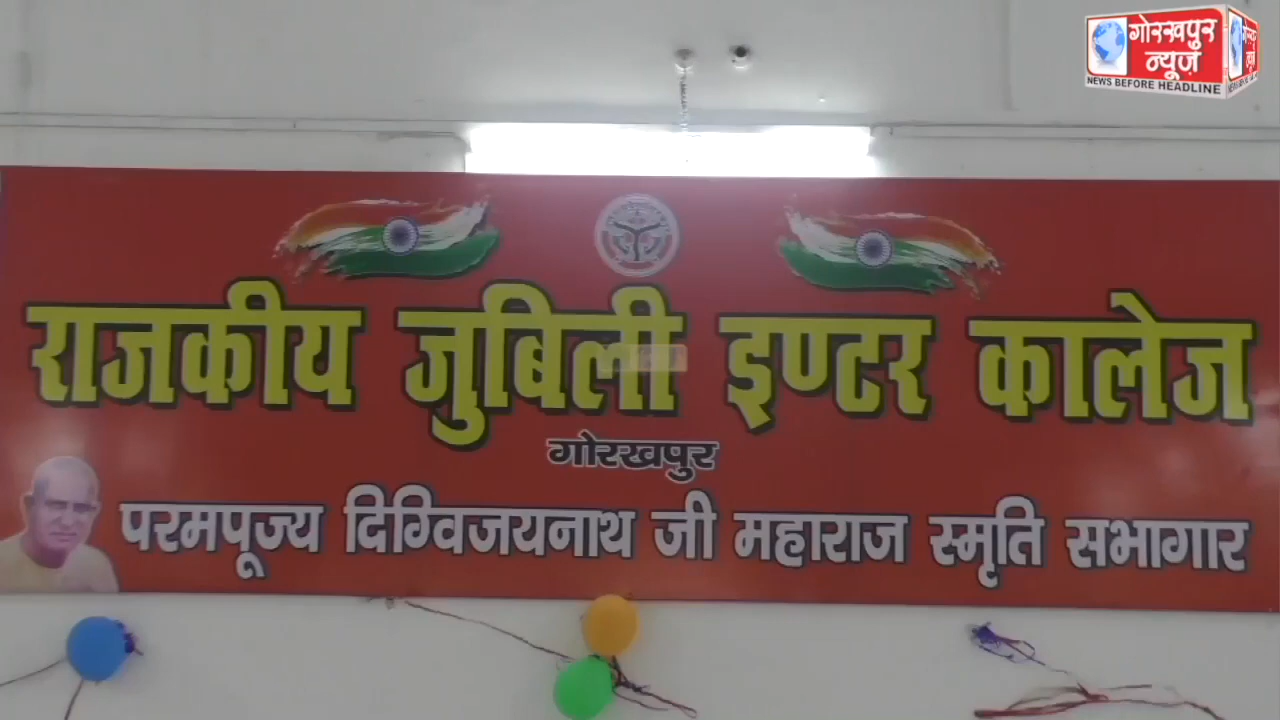 गोरखपुर
न्यूज़
NEWS BEFORE HEADLINE
राजकीय जुबिली इण्टर कालेज
गोरखपुर
परमपूज्य दिग्विजयनाथ जी महाराज स्मृति सभागार